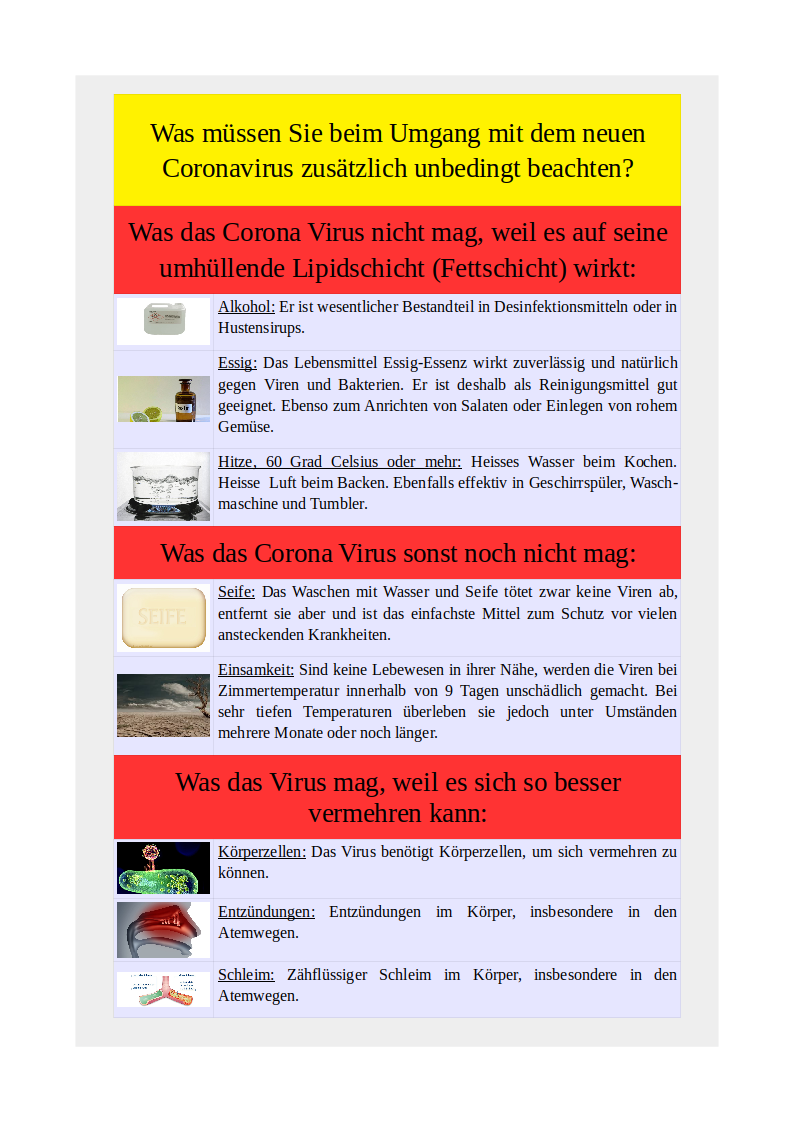 Was müssen Sie beim Umgang mit dem neuen
Coronavirus zusätzlich unbedingt beachten?
Was das Corona Virus nicht mag, weil es auf seine
umhüllende Lipidschicht (Fettschicht) wirkt:
Alkohol: Er ist wesentlicher Bestandteil in Desinfektionsmitteln oder in
Hustensirups.
Essig: Das Lebensmittel Essig-Essenz wirkt zuverlässig und natürlich
gegen Viren und Bakterien. Er ist deshalb als Reinigungsmittel gut
geeignet. Ebenso zum Anrichten von Salaten oder Einlegen von rohem
Gemüse.
Hitze, 60 Grad Celsius oder mehr: Heisses Wasser beim Kochen.
Heisse Luft beim Backen. Ebenfalls effektiv in Geschirrspüler, Wasch-
maschine und Tumbler.
Was das Corona Virus sonst noch nicht mag:
SEIFE
Seife: Das Waschen mit Wasser und Seife tötet zwar keine Viren ab,
entfernt sie aber und ist das einfachste Mittel zum Schutz vor vielen
ansteckenden Krankheiten.
Einsamkeit: Sind keine Lebewesen in ihrer Nähe, werden die Viren bei
Zimmertemperatur innerhalb von 9 Tagen unschädlich gemacht. Bei
sehr tiefen Temperaturen überleben sie jedoch unter Umständen
mehrere Monate oder noch länger.
Was das Virus mag, weil es sich so besser
vermehren kann:
Körperzellen: Das Virus benötigt Körperzellen, um sich vermehren zu
können.
Entzündungen: Entzündungen im Körper, insbesondere in den
Atemwegen.
Schleim: Zähflüssiger Schleim im Körper, insbesondere in den
Atemwegen.